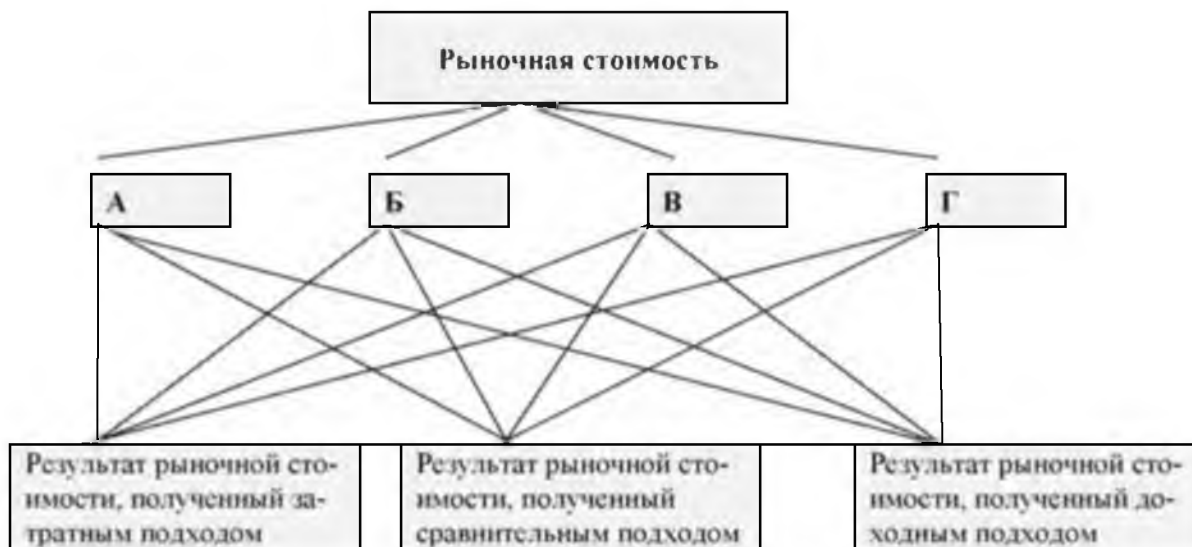 Рыночная стоимость
А
Б
В
Г
Результат рыночной сто-
имости, полученный за-
тратным подходом
Результат рыночной сто-
имости, полученный
сравнительным подходом
Результат рыночной сто-
имости, полученный до-
ходным подходом